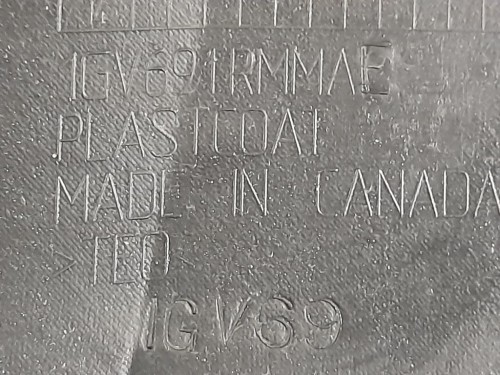 1GV691RMMAE
PLASTCOAT
MADE IN CANADA
>TEO<
1GV69